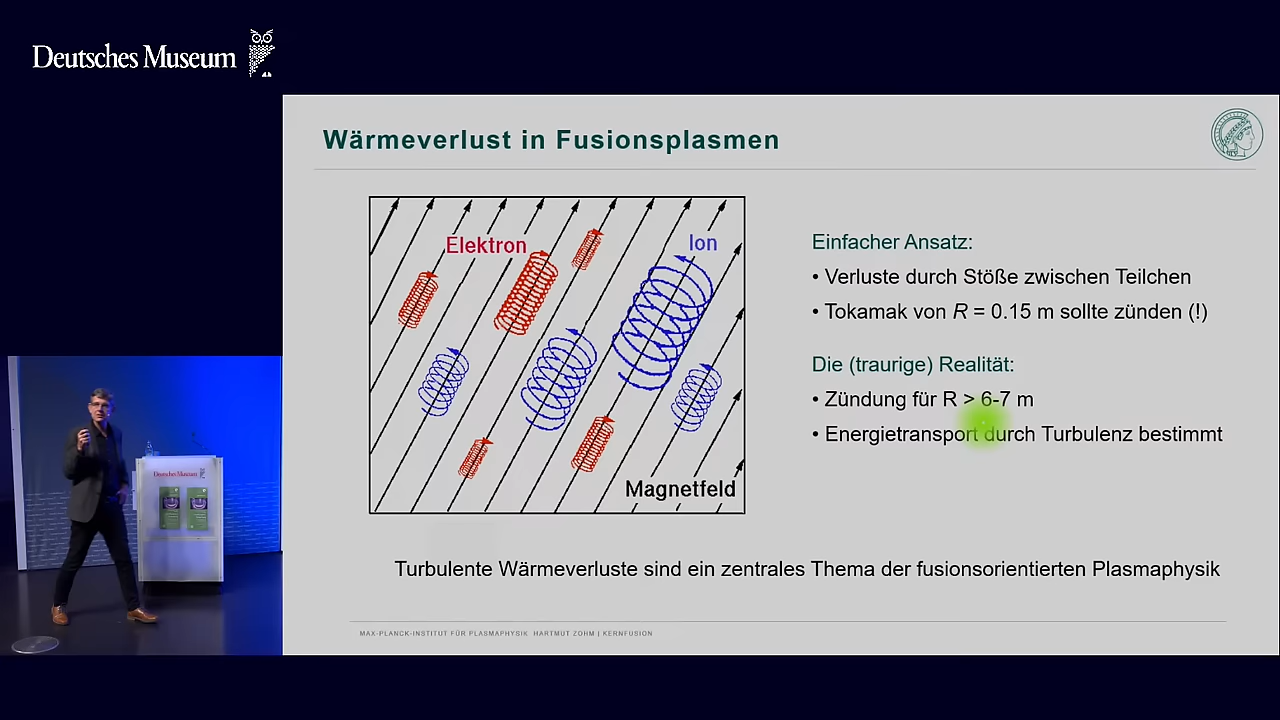 Deutsches Museum
Wärmeverlust in Fusionsplasmen
Elektron
Ion
Magnetfeld
Einfacher Ansatz:
• Verluste durch Stöße zwischen Teilchen
• Tokamak von R = 0.15 m sollte zünden (!)
Die (traurige) Realität:
• Zündung für R > 6-7 m
• Energietransport durch Turbulenz bestimmt
Turbulente Wärmeverluste sind ein zentrales Thema der fusionsorientierten Plasmaphysik
MAX-PLANCK-INSTITUT FÜR PLASMAPHYSIK HARTMUT ZOHM | KERNFUSION
Deutsches Museum